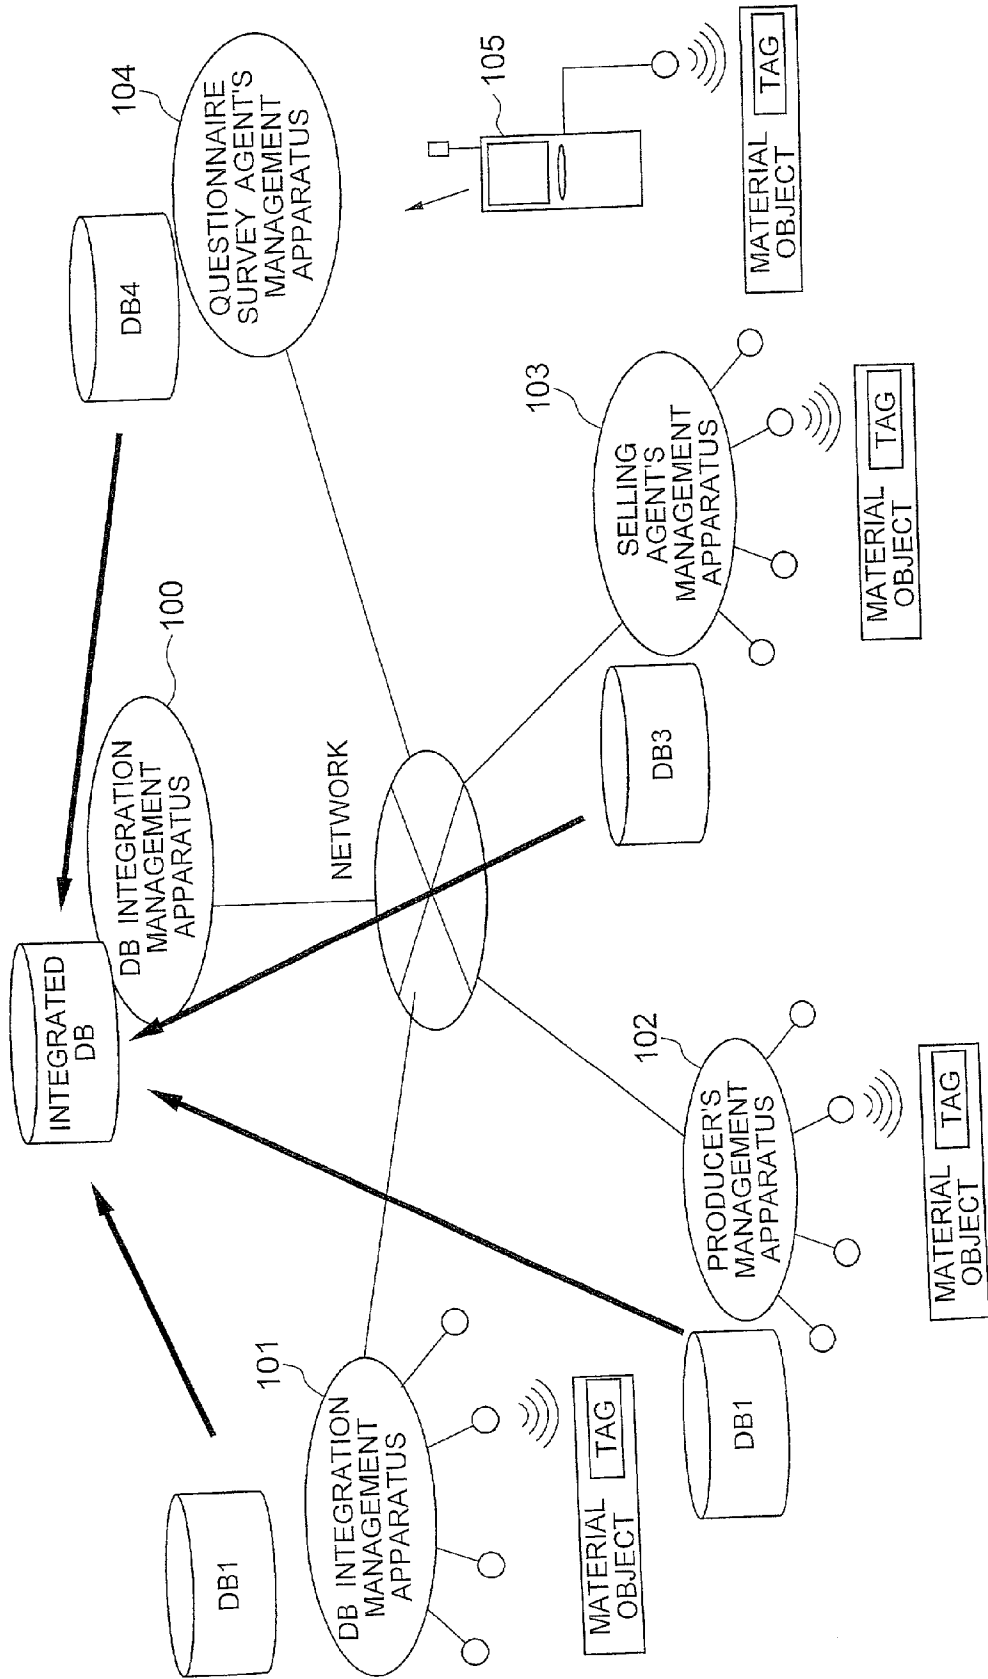 INTEGRATED
DB
DB INTEGRATION
MANAGEMENT
APPARATUS
100
DB4
QUESTIONNAIRE
SURVEY AGENT'S
MANAGEMENT
APPARATUS
104
NETWORK
DB1
DB INTEGRATION
MANAGEMENT
APPARATUS
101
MATERIAL
OBJECT
TAG
DB1
PRODUCER'S
MANAGEMENT
APPARATUS
102
MATERIAL
OBJECT
TAG
DB3
SELLING
AGENT'S
MANAGEMENT
APPARATUS
103
MATERIAL
OBJECT
TAG
105
MATERIAL
OBJECT
TAG